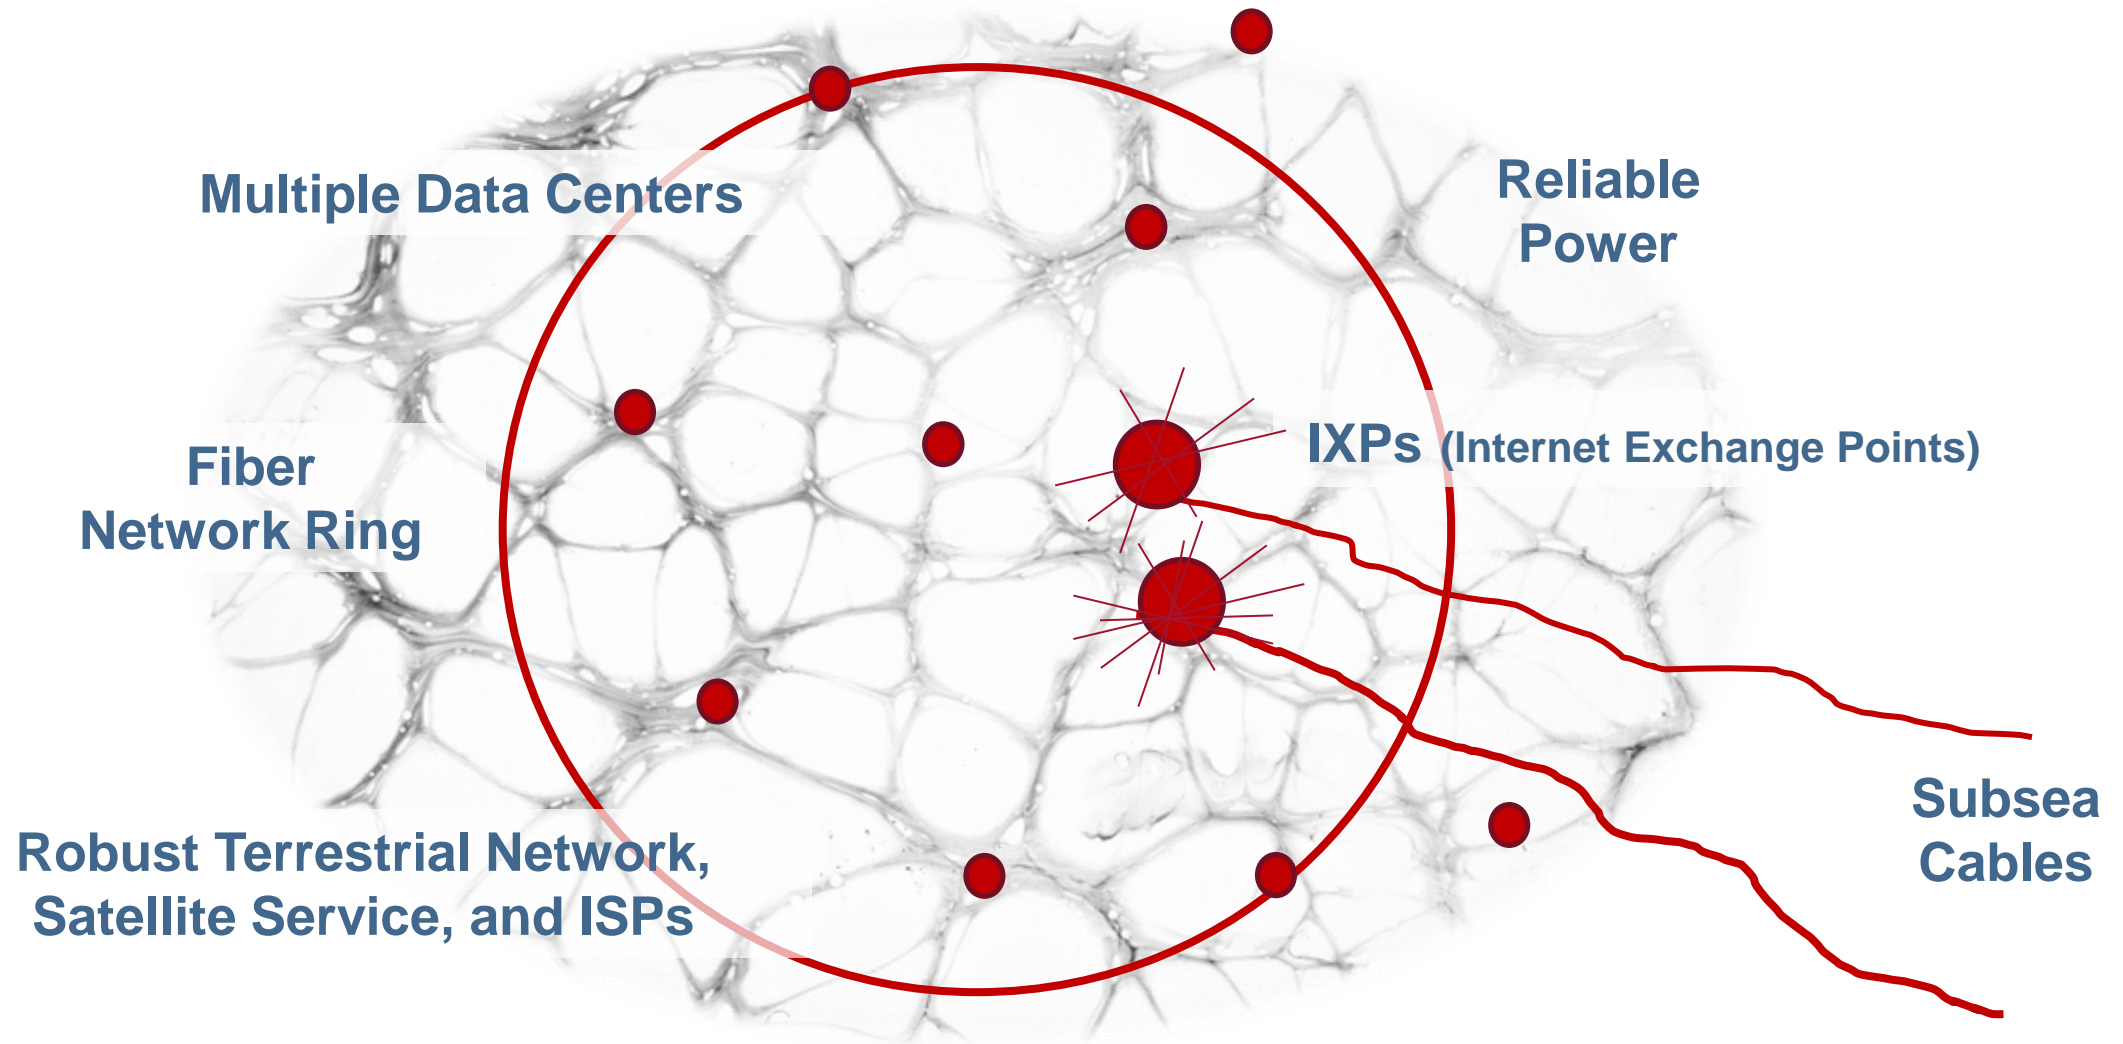 Multiple Data Centers
Reliable
Power
IXPs (Internet Exchange Points)
Fiber
Network Ring
Subsea
Cables
Robust Terrestrial Network,
Satellite Service, and ISPs